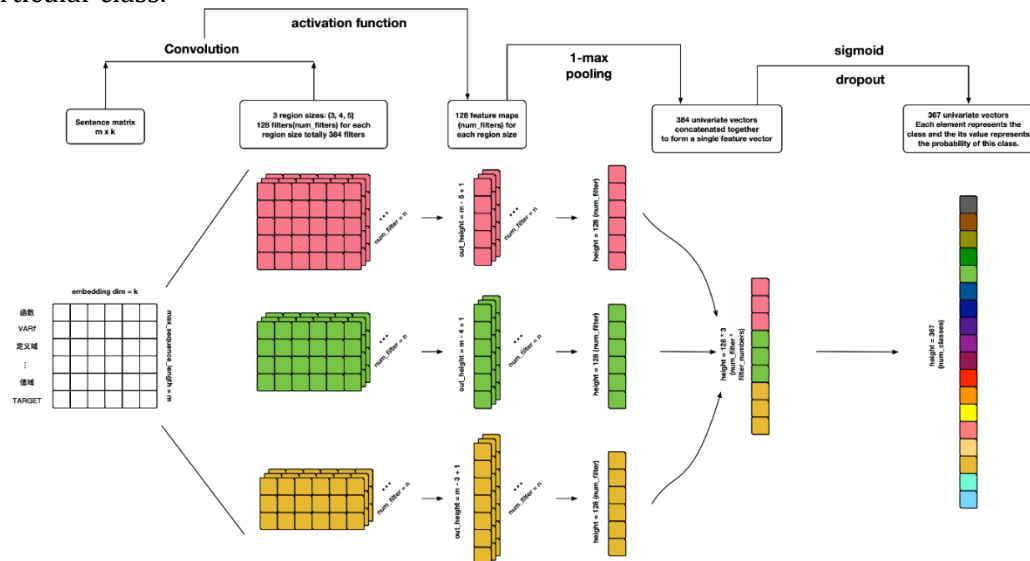 rticular class.
activation function
Convolution
1-max
pooling
sigmoid
dropout
Sentence matrix
m x k
3 region sizes: (3, 4, 5)
128 filters(num_filters) for each
region size totally 384 filters
128 feature maps
(num_filters) for
each region size
384 univariate vectors
concatenated together
to form a single feature vector
367 univariate vectors
Each element represents the
class and the its value represents
the probability of this class.
num_filter = n
out_height = m - 5 + 1
num_filter = n
height = 128 (num_filter)
embedding dim = k
函数
VARf
定义域
⋮
值域
TARGET
max_sequence_length = m
num_filter = n
out_height = m - 4 + 1
num_filter = n
height = 128 (num_filter)
height = 128 * 3
(num_filter *
filter_numbers)
height = 367
(num_classes)
num_filter = n
out_height = m - 3 + 1
num_filter = n
height = 128 (num_filter)